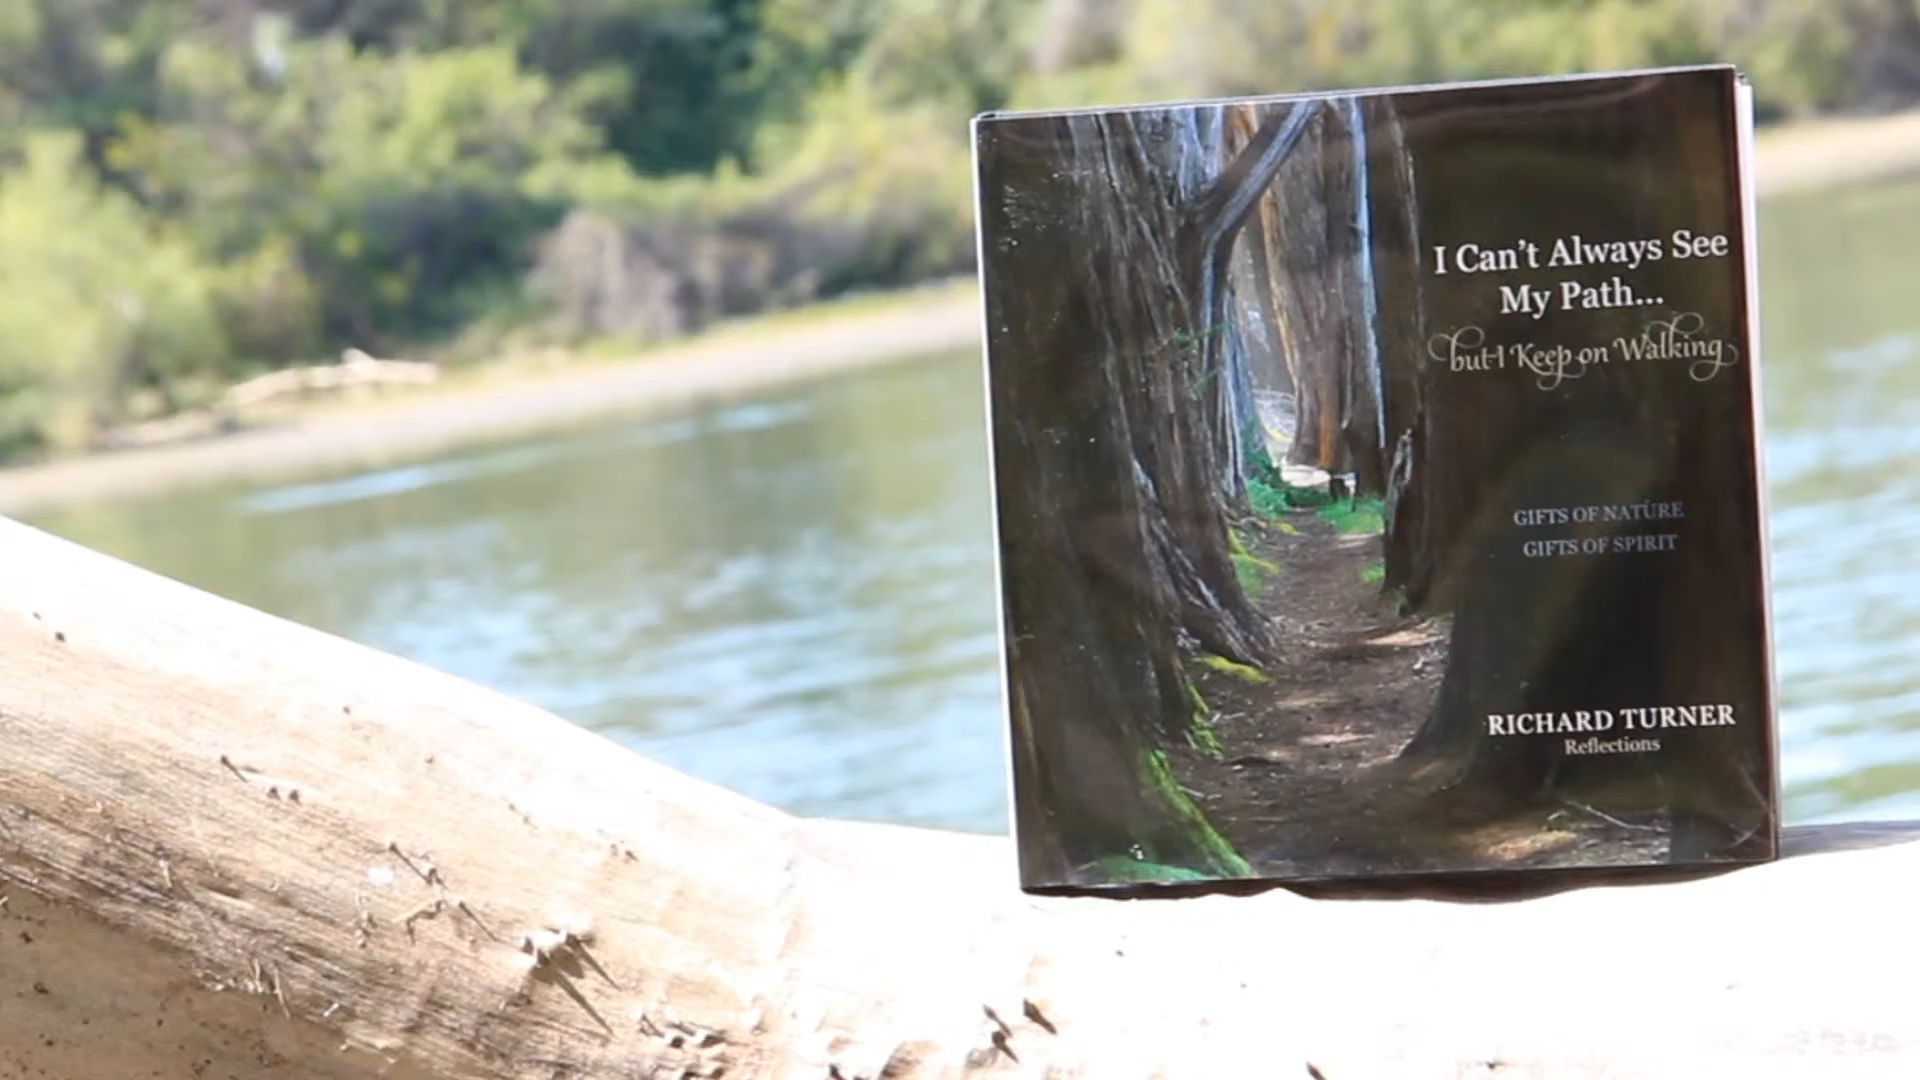 I Can't Always See
My Path...
but I Keep on Walking
GIFTS OF NATURE
GIFTS OF SPIRIT
RICHARD TURNER
Reflections